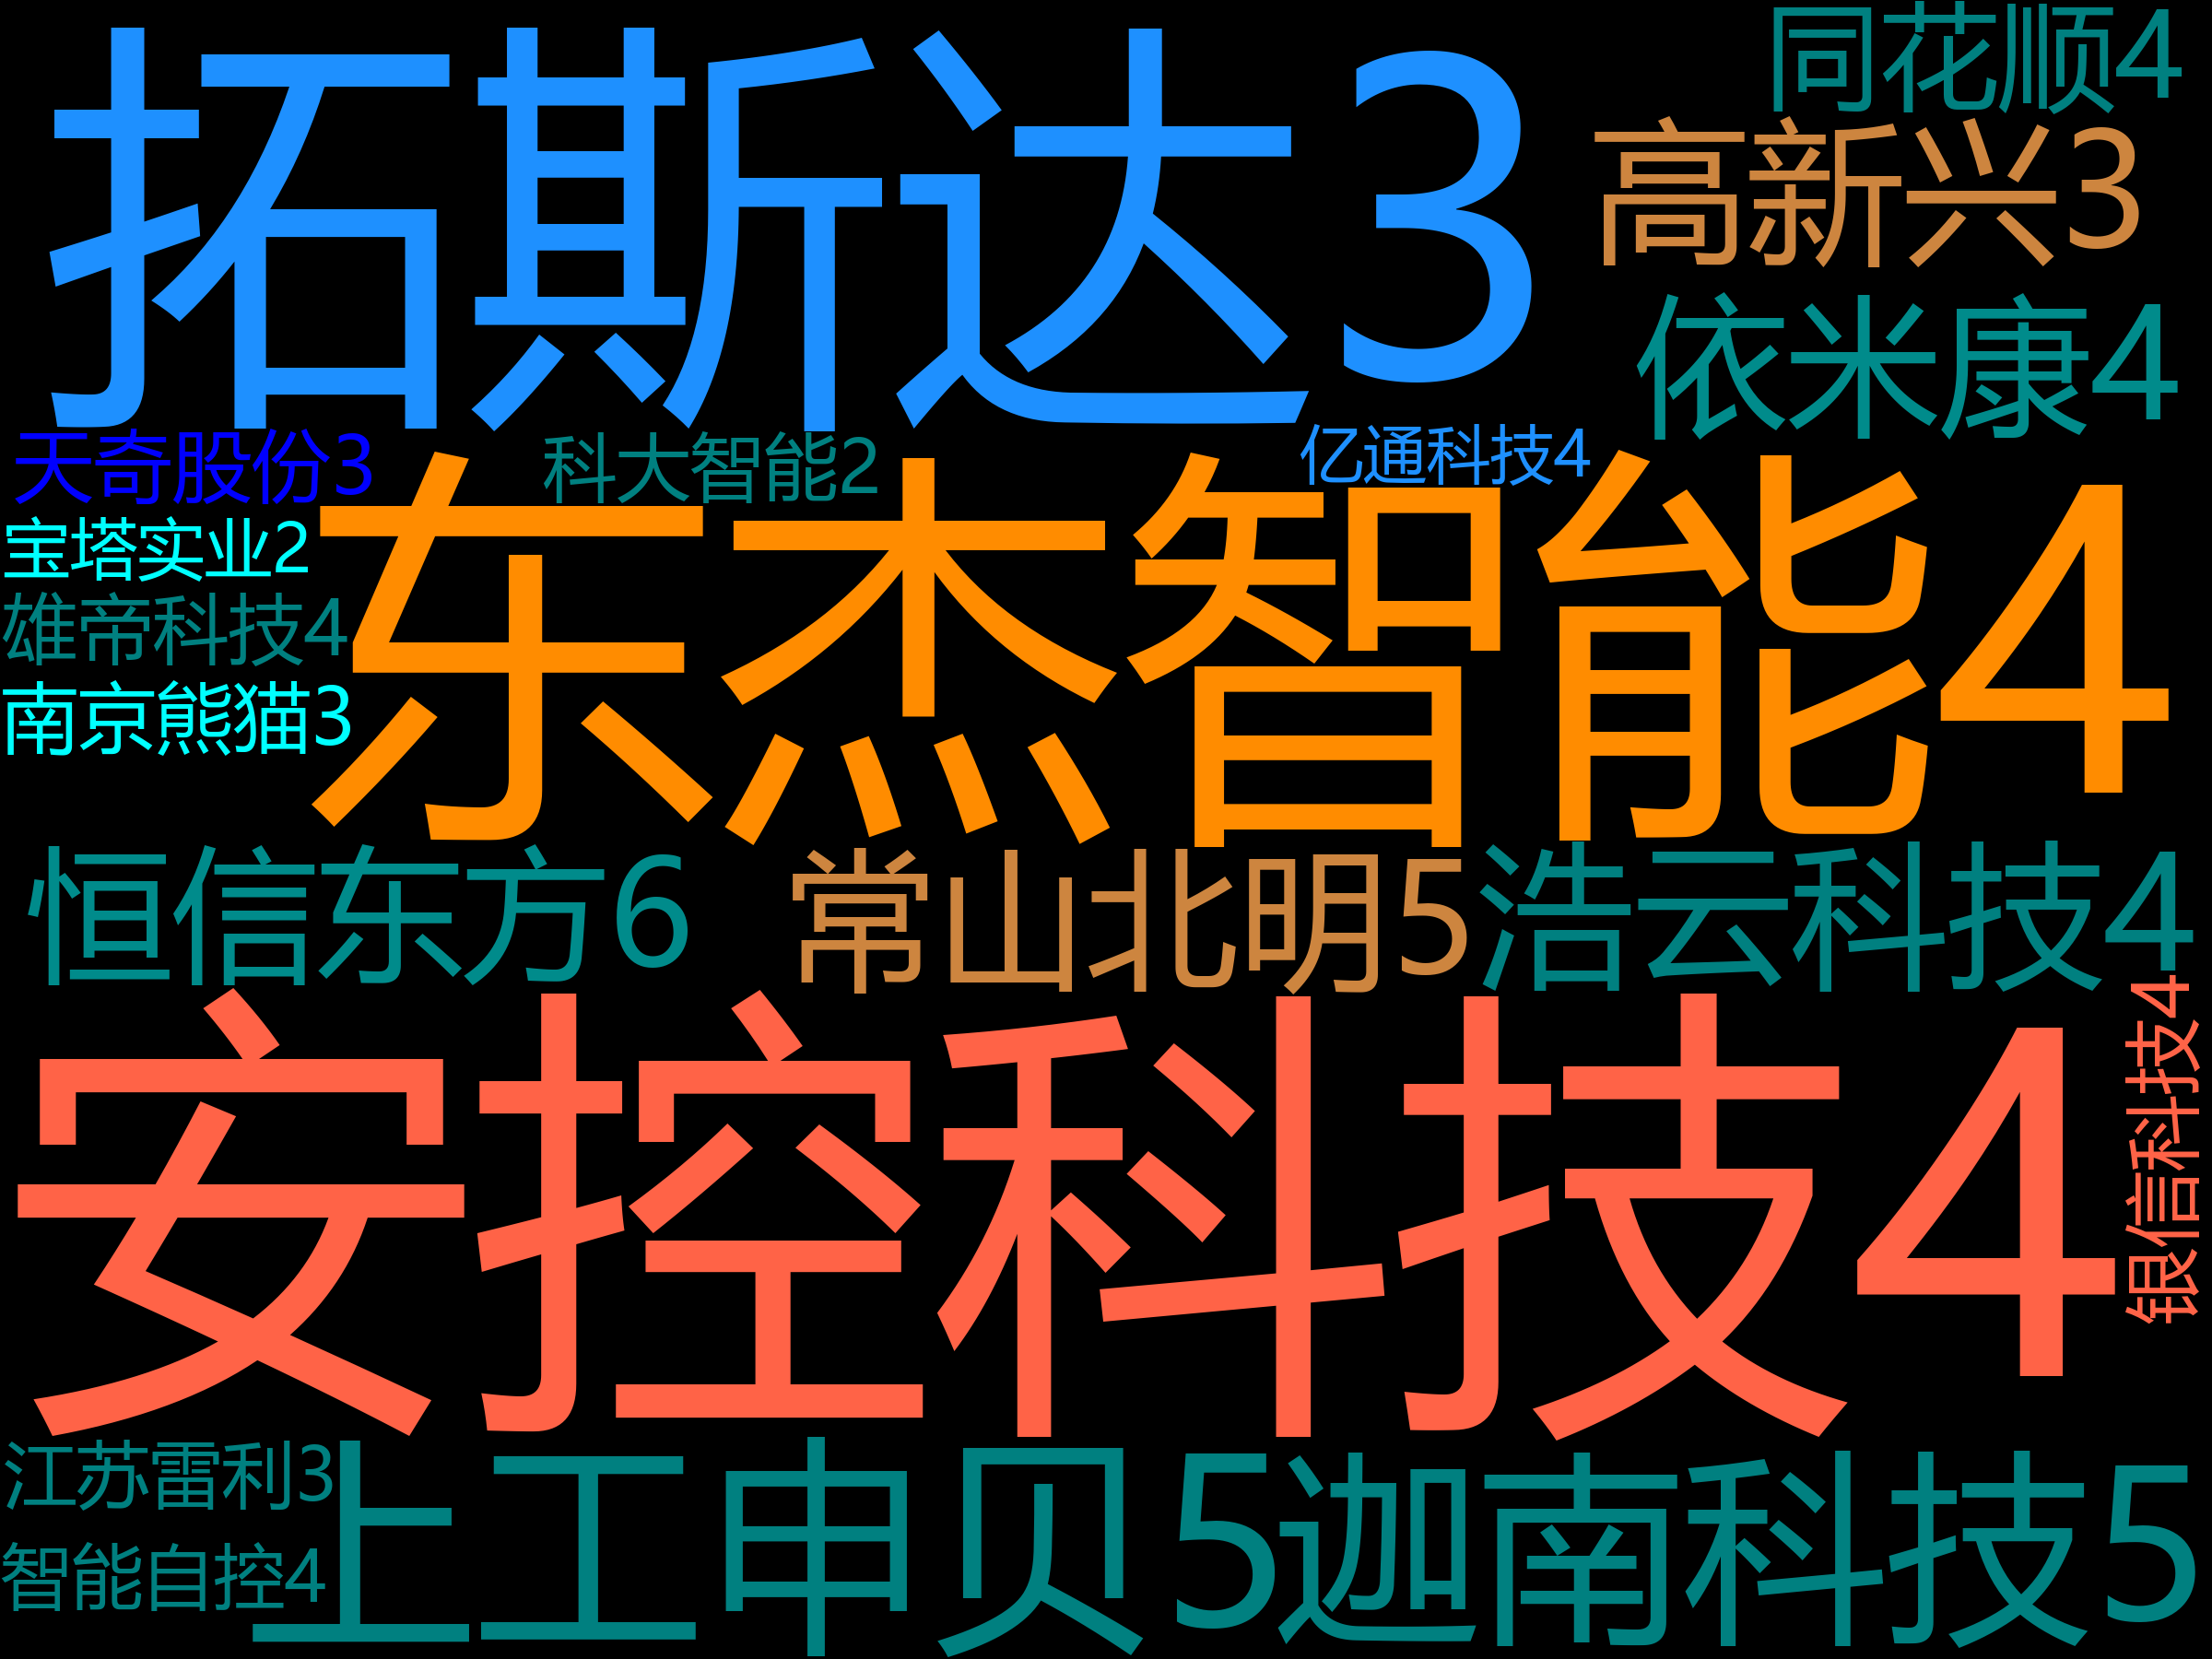 同花顺4
拓斯达3
高新兴3
依米康4
天奇股份3
科大智能2
亿通科技4
宝塔实业2
东杰智能4
雄帝科技4
南京熊猫3
恒信东方6
常山北明5
浩云科技4
安控科技4
银信科技4
江苏雷利3
上工申贝5
迦南科技5
智能自控4